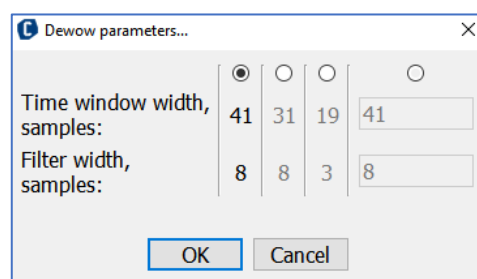 Dewow parameters...
Time window width, samples: 41 31 19 41
Filter width, samples: 8 8 3 8
OK Cancel